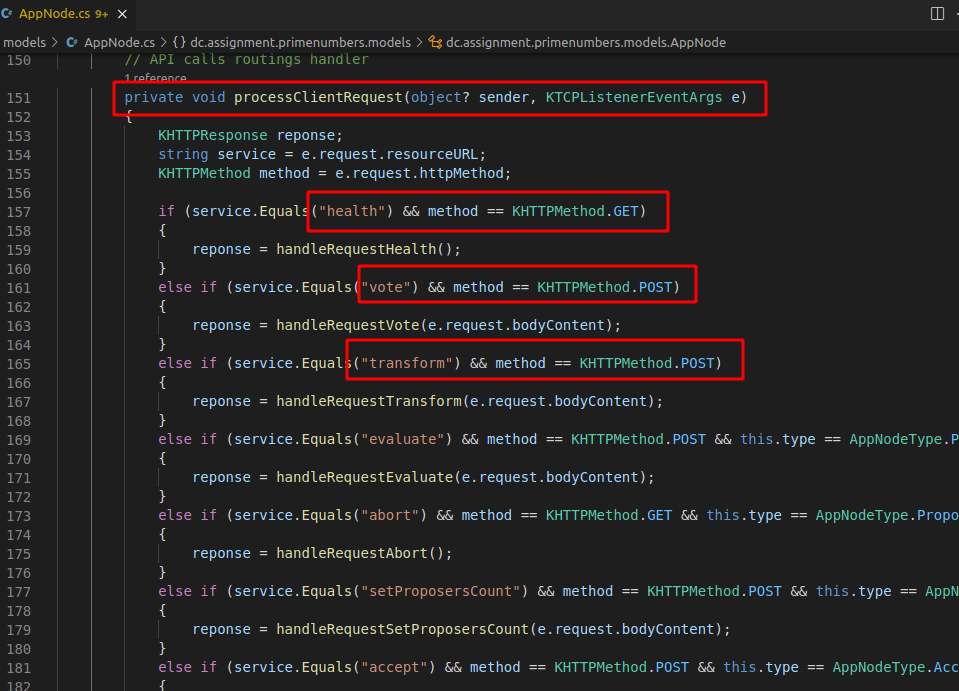 AppNode.cs 9+
models > AppNode.cs > {} dc.assignment.primenumbers.models > dc.assignment.primenumbers.models.AppNode
150 // API calls routings handler
1 reference
151 private void processClientRequest(object? sender, KTCPListenerEventArgs e)
152 {
153 KHTTPResponse reponse;
154 string service = e.request.resourceURL;
155 KHTTPMethod method = e.request.httpMethod;
156
157 if (service.Equals("health") && method == KHTTPMethod.GET)
158 {
159 reponse = handleRequestHealth();
160 }
161 else if (service.Equals("vote") && method == KHTTPMethod.POST)
162 {
163 reponse = handleRequestVote(e.request.bodyContent);
164 }
165 else if (service.Equals("transform") && method == KHTTPMethod.POST)
166 {
167 reponse = handleRequestTransform(e.request.bodyContent);
168 }
169 else if (service.Equals("evaluate") && method == KHTTPMethod.POST && this.type == AppNodeType.P
170 {
171 reponse = handleRequestEvaluate(e.request.bodyContent);
172 }
173 else if (service.Equals("abort") && method == KHTTPMethod.GET && this.type == AppNodeType.Propo
174 {
175 reponse = handleRequestAbort();
176 }
177 else if (service.Equals("setProposersCount") && method == KHTTPMethod.POST && this.type == AppN
178 {
179 reponse = handleRequestSetProposersCount(e.request.bodyContent);
180 }
181 else if (service.Equals("accept") && method == KHTTPMethod.POST && this.type == AppNodeType.Acc
182 {